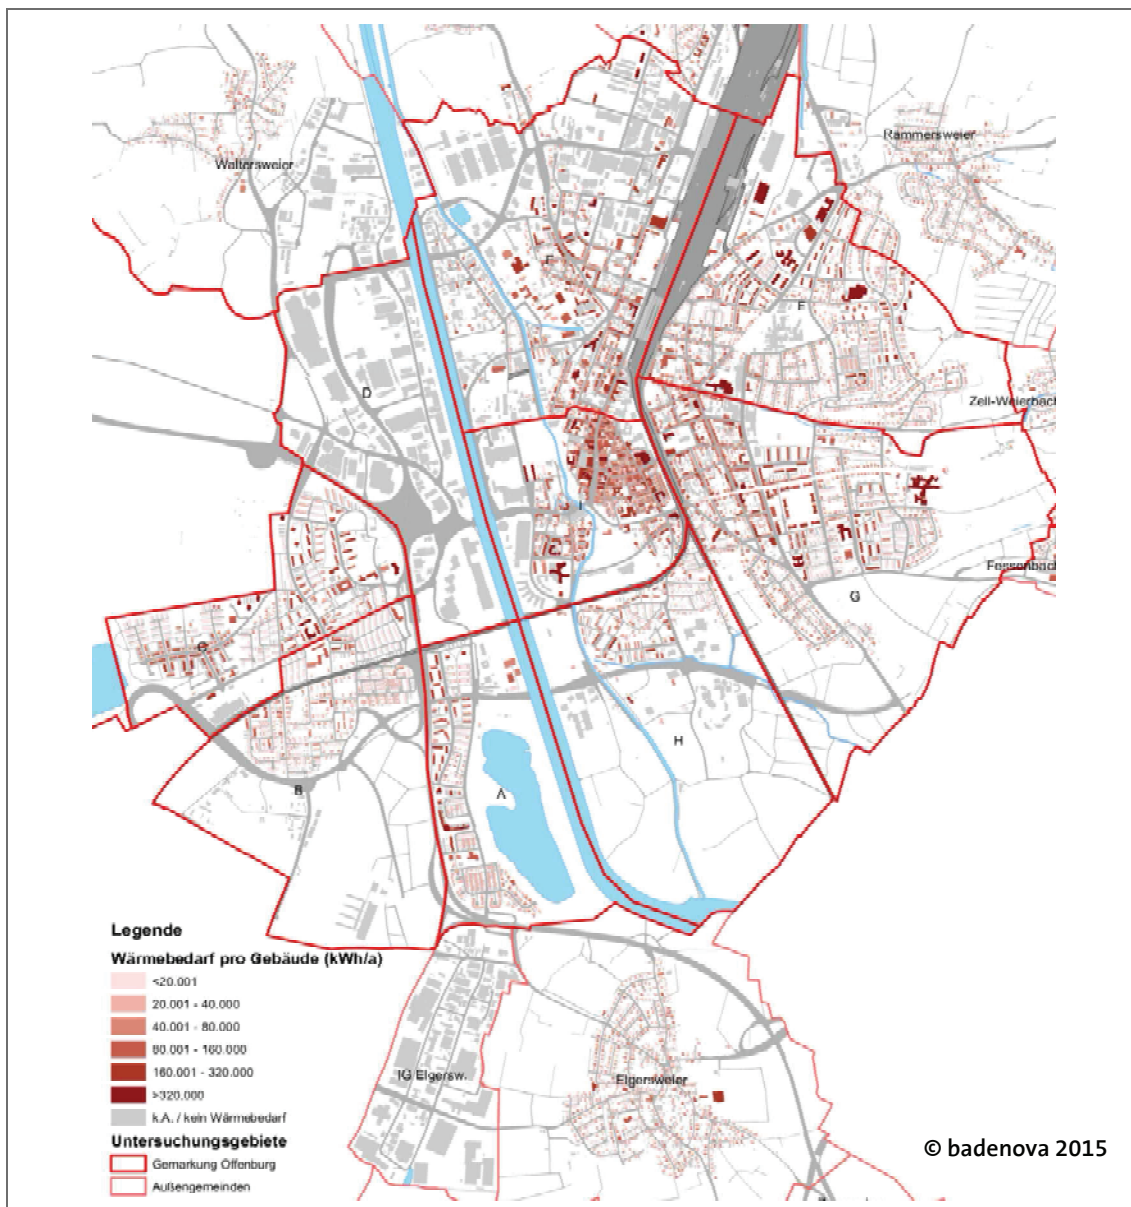 Rammersweier
Waltersweier
F
E
D
Zell-Weierbach
I
Fessenbach
G
C
H
B
A
Legende
Wärmebedarf pro Gebäude (kWh/a)
<20.001
20.001 - 40.000
40.001 - 80.000
80.001 - 160.000
160.001 - 320.000
>320.000
k.A. / kein Wärmebedarf
Untersuchungsgebiete
Gemarkung Offenburg
Außengemeinden
IG Elgersw.
Elgersweier
© badenova 2015